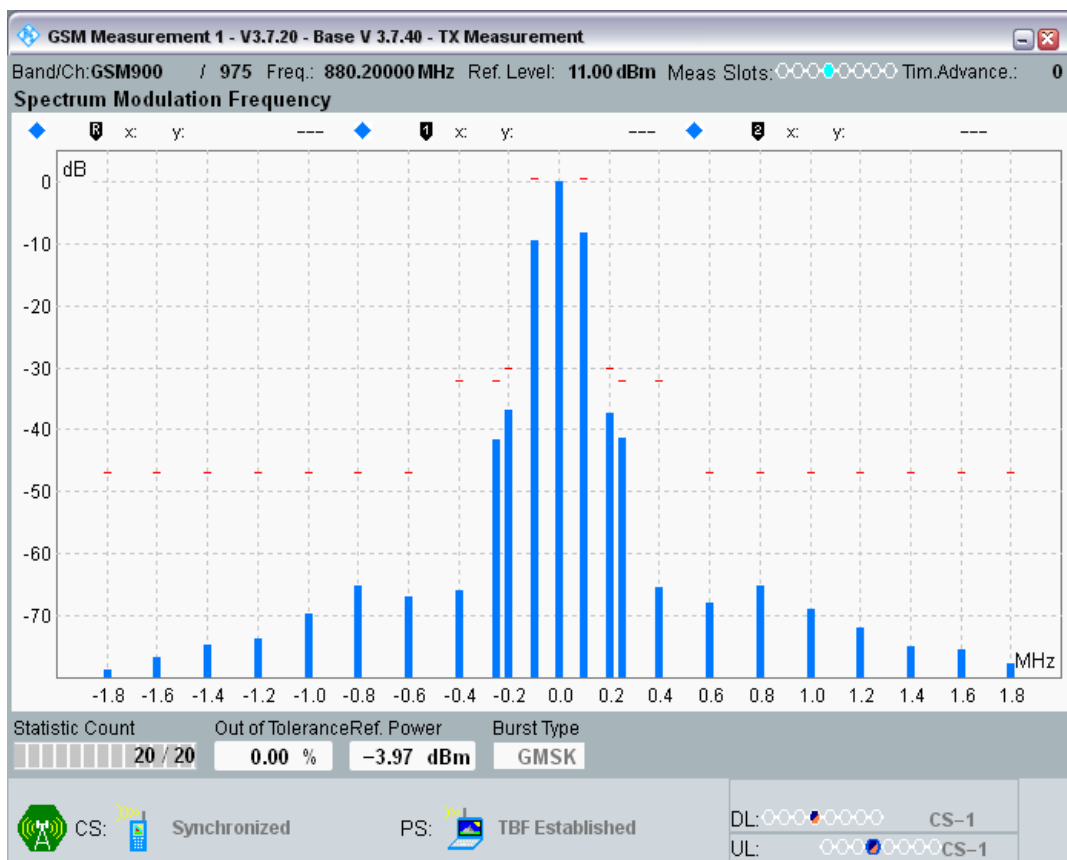 GSM Measurement 1 - V3.7.20 - Base V 3.7.40 - TX Measurement
Band/Ch:GSM900 / 975 Freq.: 880.20000 MHz Ref. Level: 11.00 dBm Meas Slots: Tim.Advance.: 0
Spectrum Modulation Frequency
R x: y: --- 1 x: y: --- 2 x: y: ---
dB
0
-10
-20
-30
-40
-50
-60
-70
MHz
-1.8 -1.6 -1.4 -1.2 -1.0 -0.8 -0.6 -0.4 -0.2 0.0 0.2 0.4 0.6 0.8 1.0 1.2 1.4 1.6 1.8
Statistic Count Out of Tolerance Ref. Power Burst Type
20 / 20 0.00 % −3.97 dBm GMSK
CS: Synchronized PS: TBF Established
DL: CS−1
UL: CS−1